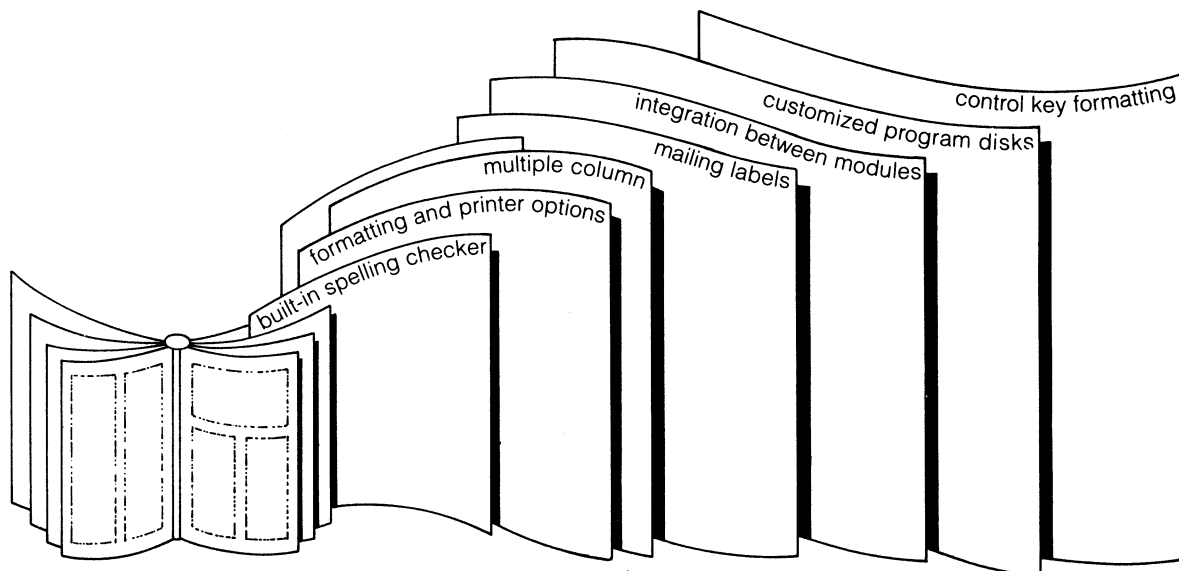 control key formatting
customized program disks
integration between modules
mailing labels
multiple column
formatting and printer options
built-in spelling checker